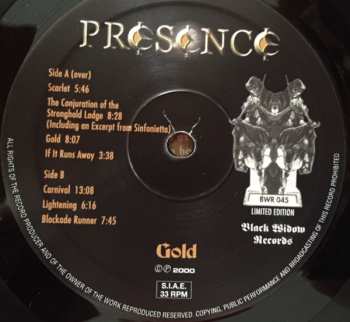 PRESENCE
Side A (over)
Scarlet 5:46
The Conjuration of the
Stronghold Lodge 8:28
(Including an Excerpt from Sinfonietta)
Gold 8:07
If It Runs Away 3:38
Side B
Carnival 13:08
Lightening 6:16
Blockade Runner 7:45
BWR 045
LIMITED EDITION
Black Widow
Records
Gold
©℗ 2000
S.I.A.E.
33 RPM
ALL RIGHTS OF THE RECORD PRODUCER AND OF THE OWNER OF THE WORK REPRODUCED RESERVED. COPYING, PUBLIC PERFORMANCE AND BROADCASTING OF THIS RECORD PROHIBITED